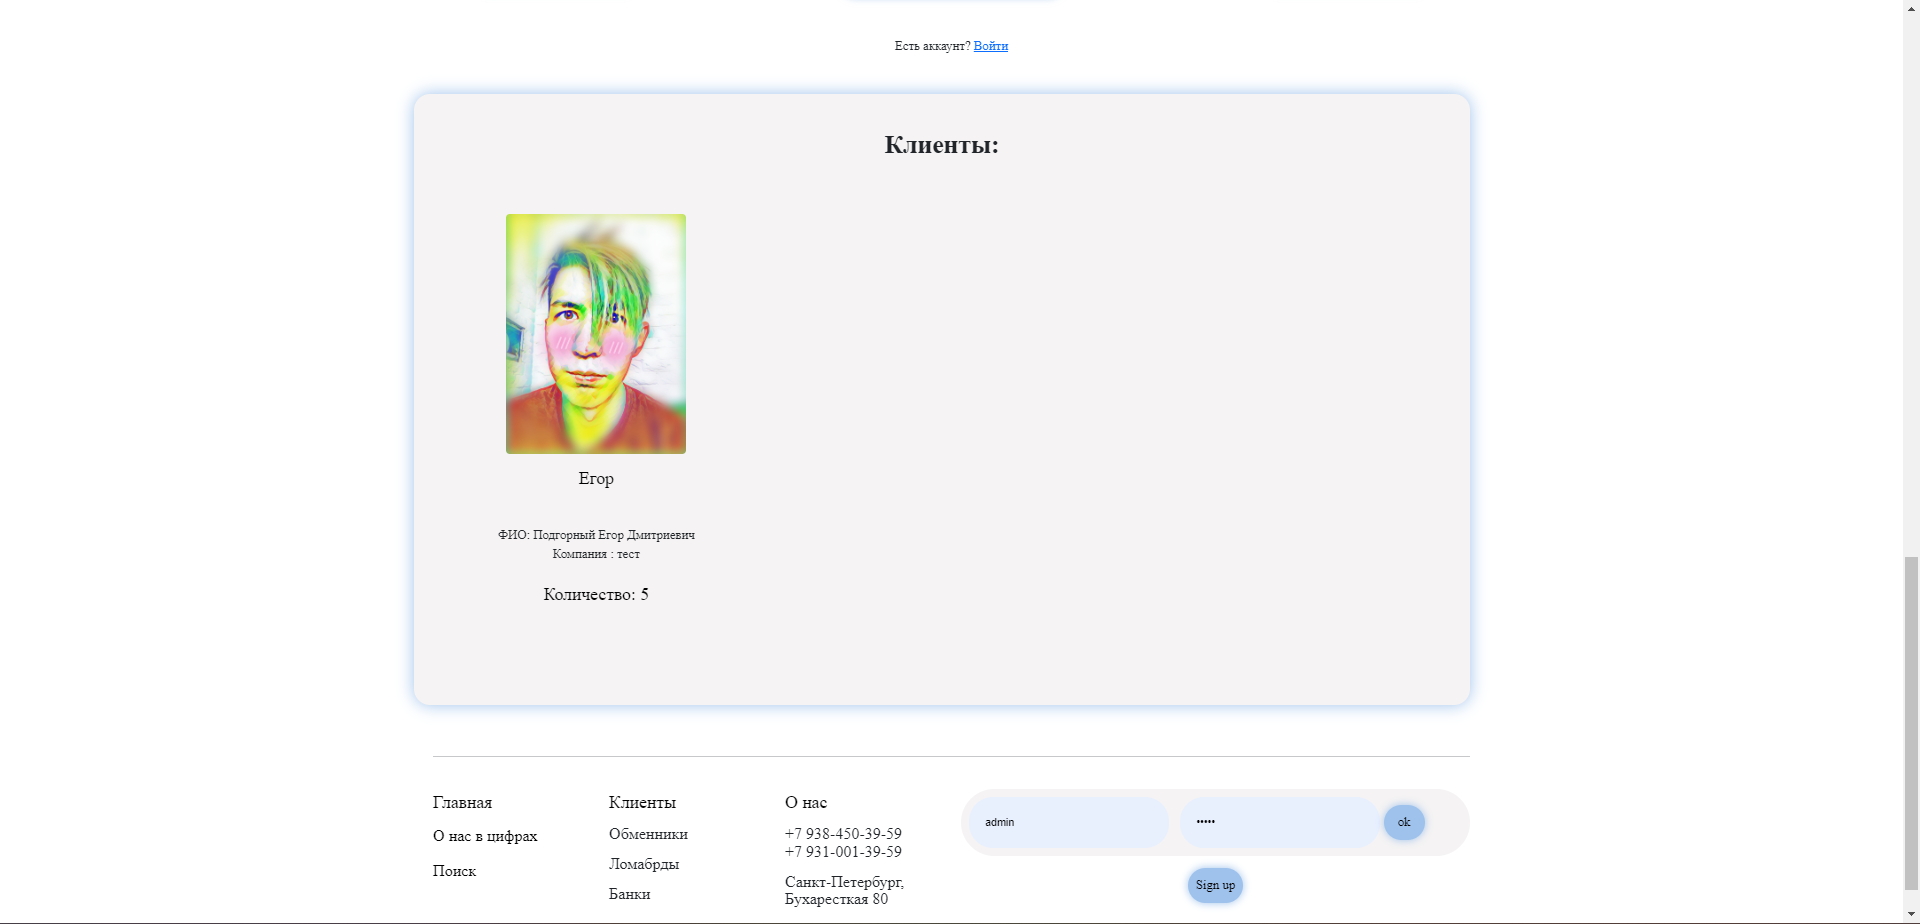 Есть аккаунт? Войти
Клиенты:
Егор
ФИО: Подгорный Егор Дмитриевич
Компания : тест
Количество: 5
Главная
О нас в цифрах
Поиск
Клиенты
Обменники
Ломабрды
Банки
О нас
+7 938-450-39-59
+7 931-001-39-59
Санкт-Петербург,
Бухаресткая 80
admin
•••••
ok
Sign up